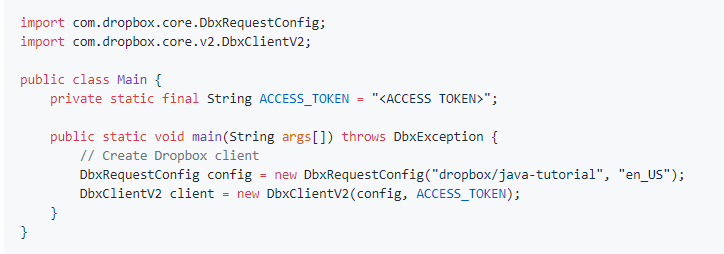 import com.dropbox.core.DbxRequestConfig;
import com.dropbox.core.v2.DbxClientV2;
public class Main {
private static final String ACCESS_TOKEN = "<ACCESS TOKEN>";
public static void main(String args[]) throws DbxException {
// Create Dropbox client
DbxRequestConfig config = new DbxRequestConfig("dropbox/java-tutorial", "en_US");
DbxClientV2 client = new DbxClientV2(config, ACCESS_TOKEN);
}
}